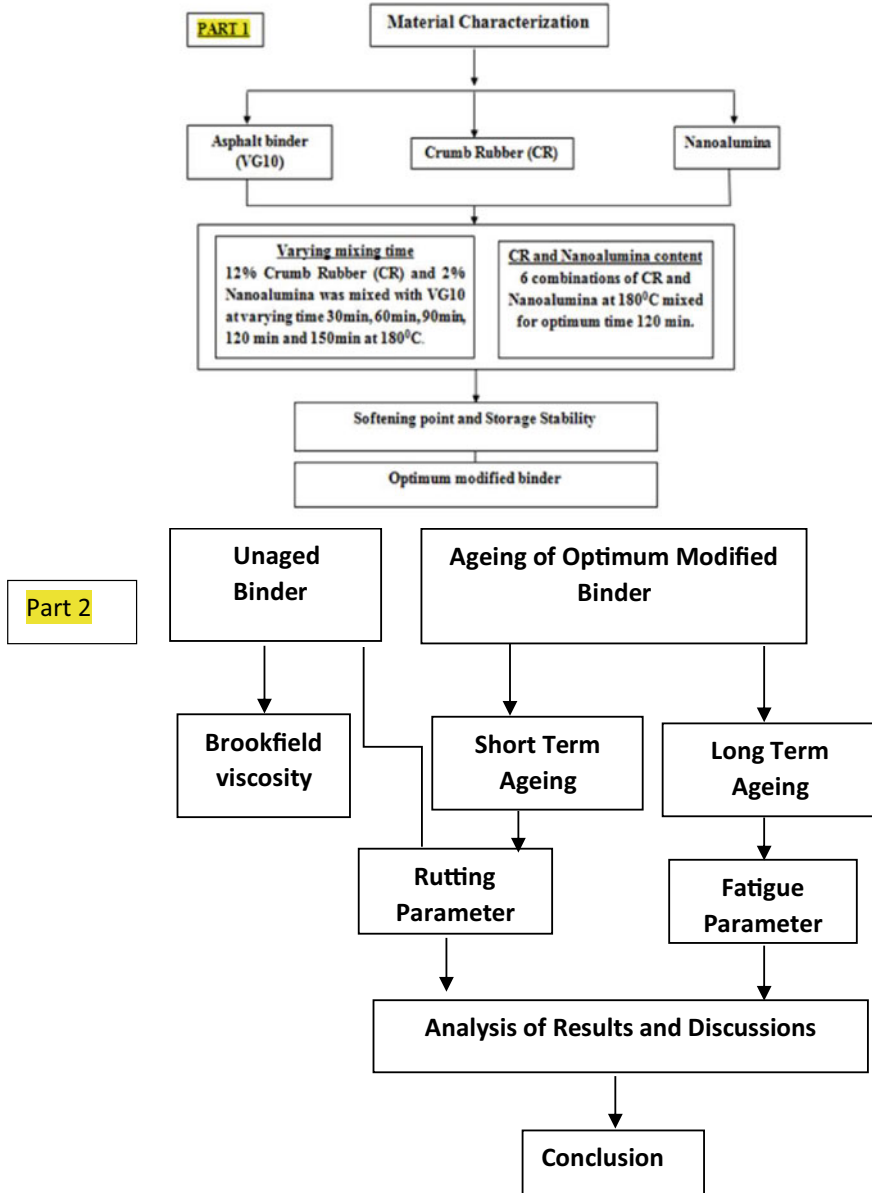 PART 1
Material Characterization
Asphalt binder
(VG10)
Crumb Rubber (CR)
Nanoalumina
Varying mixing time
12% Crumb Rubber (CR) and 2%
Nanoalumina was mixed with VG10
at varying time 30min, 60min, 90min,
120 min and 150min at 180⁰C.
CR and Nanoalumina content
6 combinations of CR and
Nanoalumina at 180⁰C mixed
for optimum time 120 min.
Softening point and Storage Stability
Optimum modified binder
Part 2
Unaged
Binder
Ageing of Optimum Modified
Binder
Brookfield
viscosity
Short Term
Ageing
Long Term
Ageing
Rutting
Parameter
Fatigue
Parameter
Analysis of Results and Discussions
Conclusion